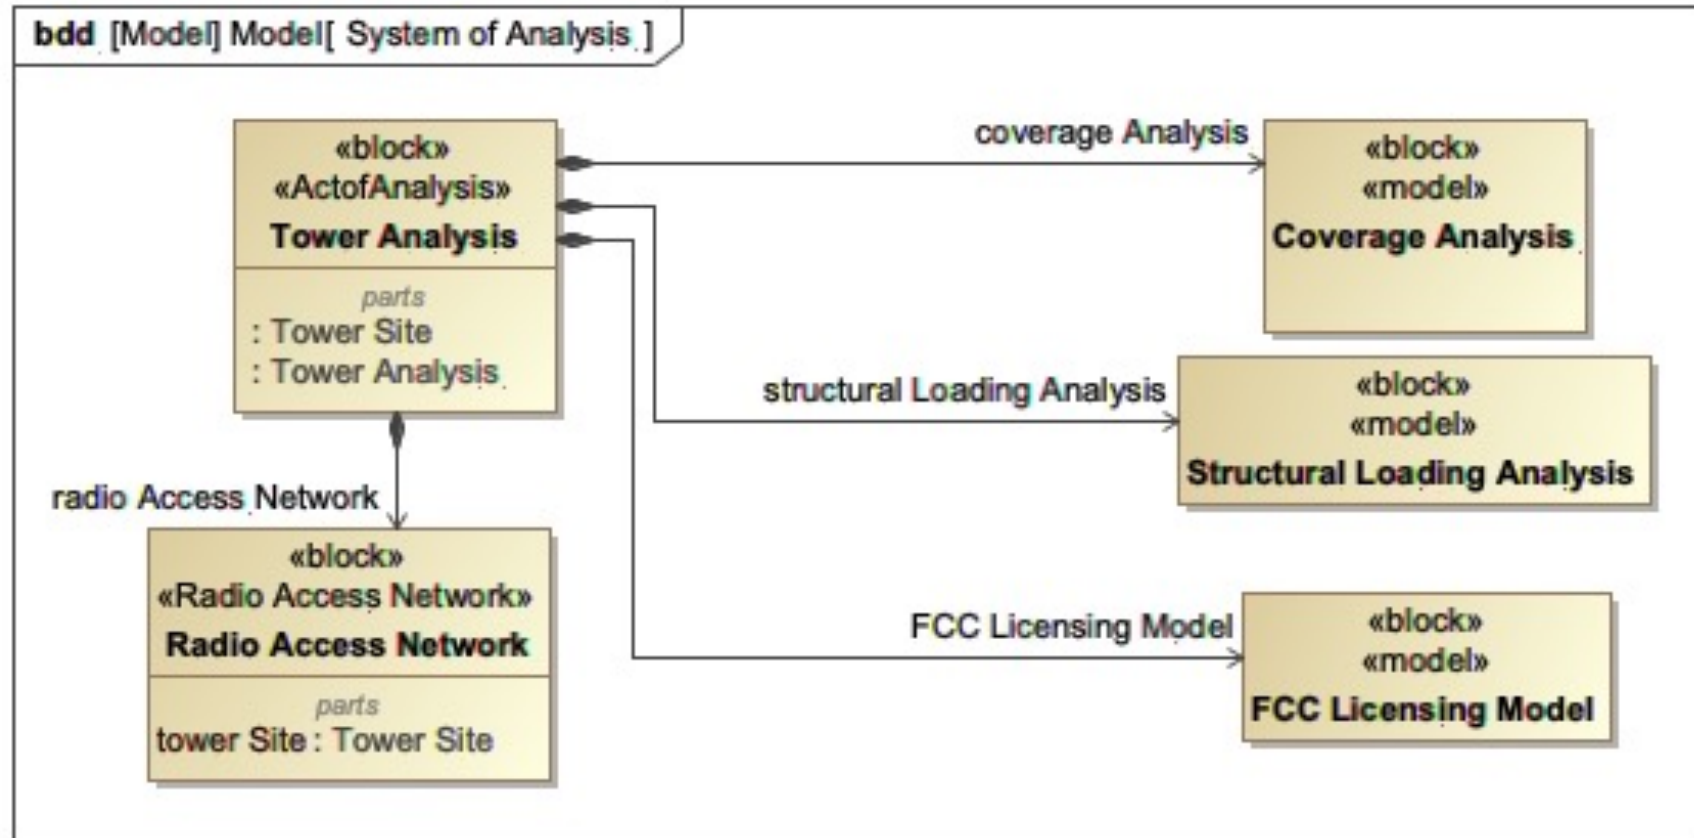 bdd [Model] Model[ System of Analysis ]
«block»
«ActofAnalysis»
Tower Analysis
parts
: Tower Site
: Tower Analysis
coverage Analysis
«block»
«model»
Coverage Analysis
structural Loading Analysis
«block»
«model»
Structural Loading Analysis
radio Access Network
«block»
«Radio Access Network»
Radio Access Network
parts
tower Site : Tower Site
FCC Licensing Model
«block»
«model»
FCC Licensing Model